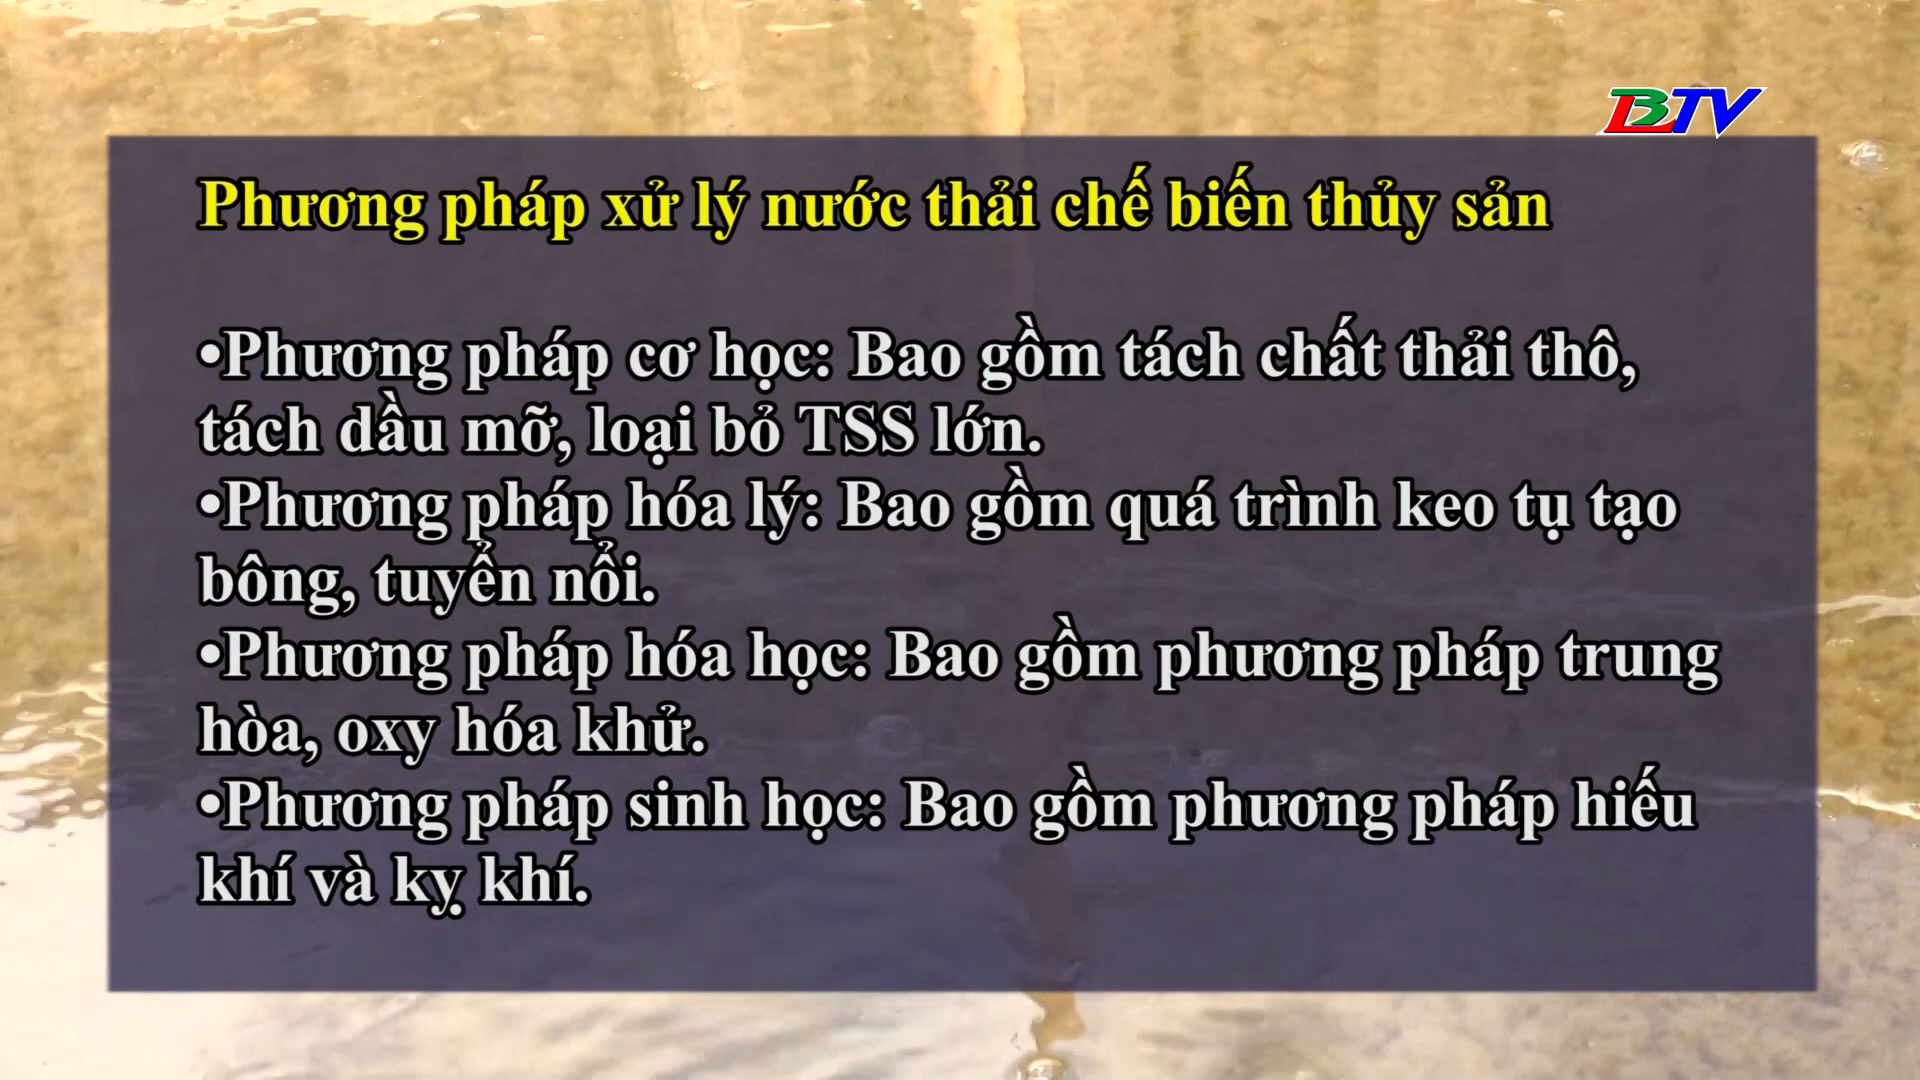 BTV
Phương pháp xử lý nước thải chế biến thủy sản
•Phương pháp cơ học: Bao gồm tách chất thải thô,
tách dầu mỡ, loại bỏ TSS lớn.
•Phương pháp hóa lý: Bao gồm quá trình keo tụ tạo
bông, tuyển nổi.
•Phương pháp hóa học: Bao gồm phương pháp trung
hòa, oxy hóa khử.
•Phương pháp sinh học: Bao gồm phương pháp hiếu
khí và kỵ khí.